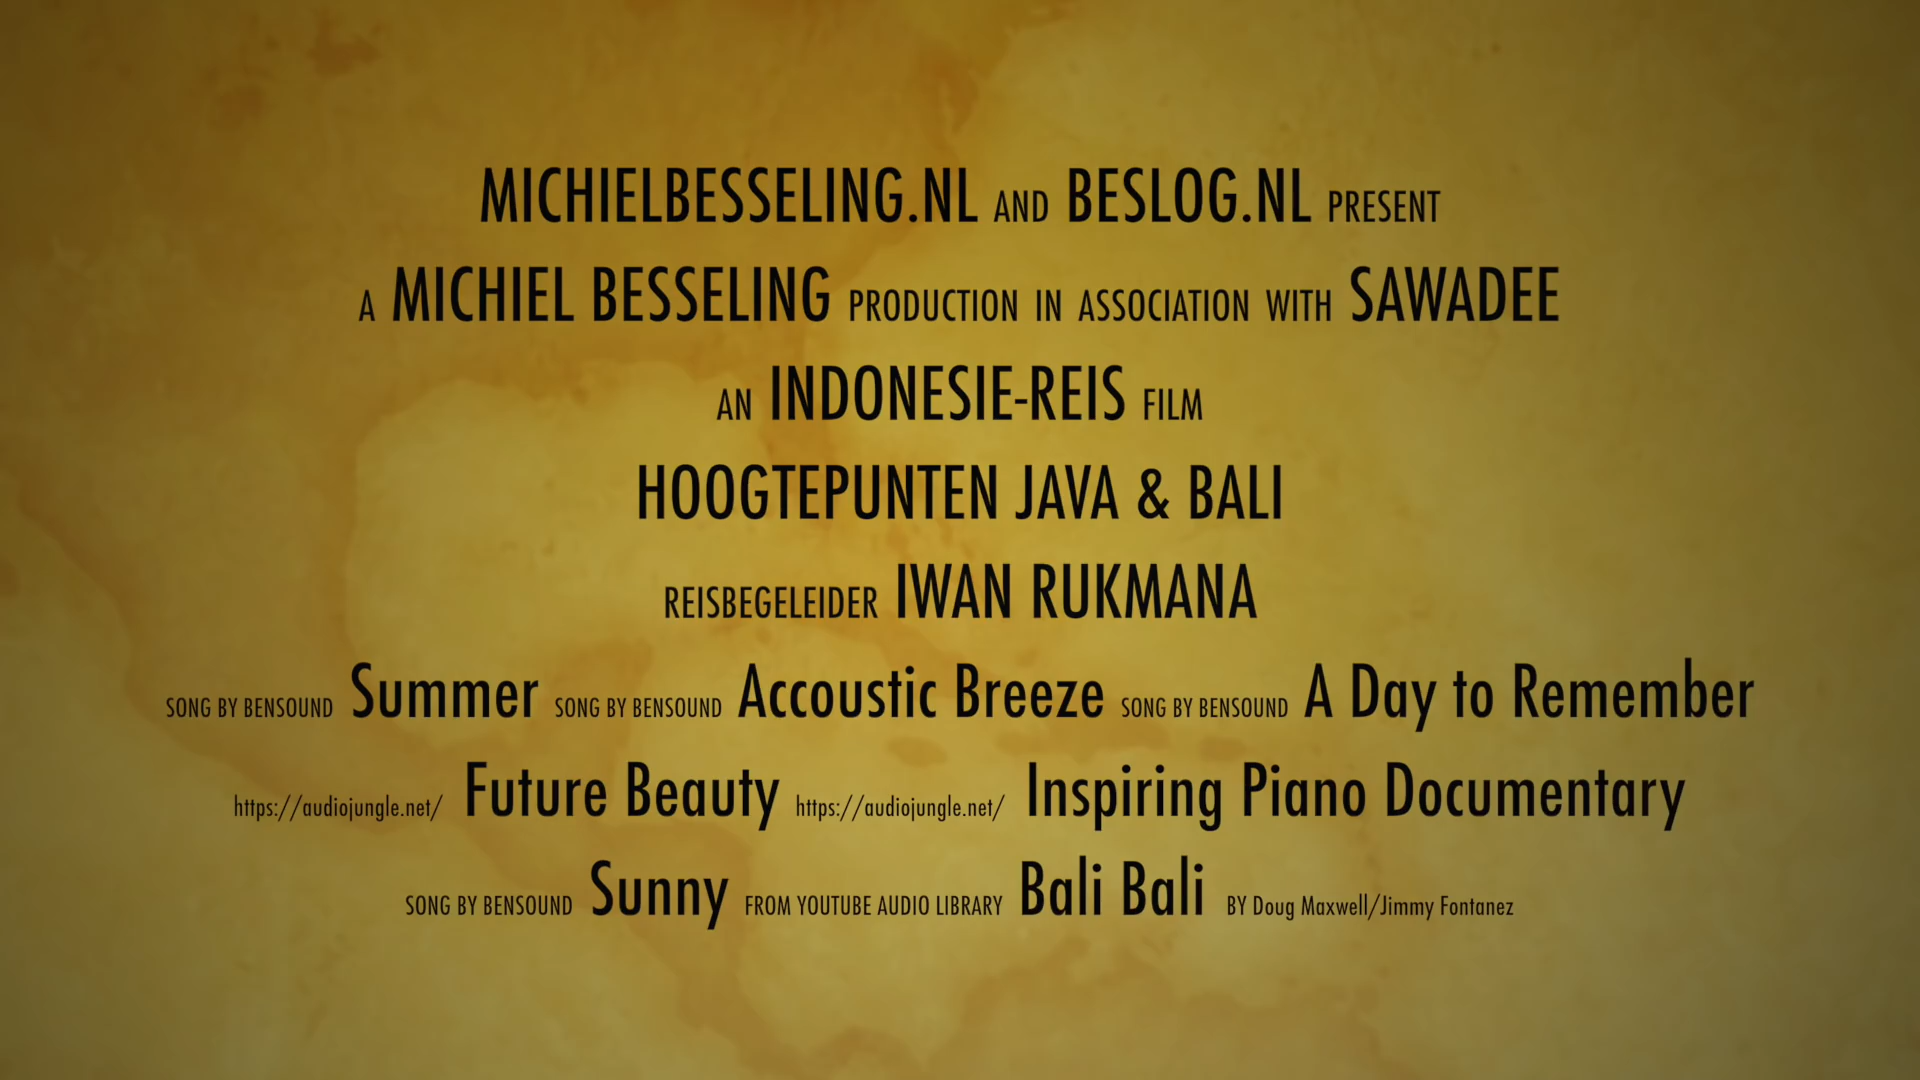 MICHIELBESSELING.NL AND BESLOG.NL PRESENT
A MICHIEL BESSELING PRODUCTION IN ASSOCIATION WITH SAWADEE
AN INDONESIE-REIS FILM
HOOGTEPUNTEN JAVA & BALI
REISBEGELEIDER IWAN RUKMANA
SONG BY BENSOUND Summer SONG BY BENSOUND Accoustic Breeze SONG BY BENSOUND A Day to Remember
https://audiojungle.net/ Future Beauty https://audiojungle.net/ Inspiring Piano Documentary
SONG BY BENSOUND Sunny FROM YOUTUBE AUDIO LIBRARY Bali Bali BY Doug Maxwell/Jimmy Fontanez